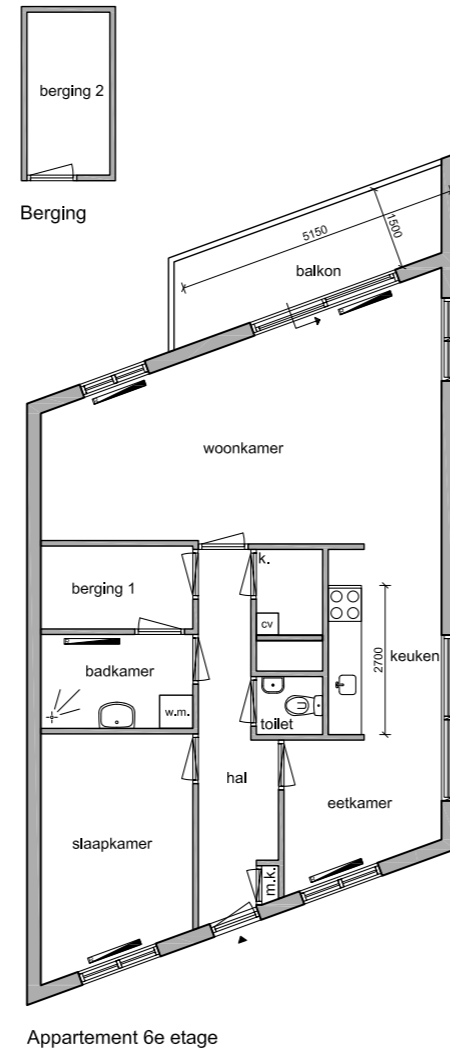 berging 2
Berging
5150
1500
balkon
woonkamer
k.
berging 1
cv
badkamer
keuken
2700
w.m.
toilet
hal
eetkamer
slaapkamer
m.k.
Appartement 6e etage